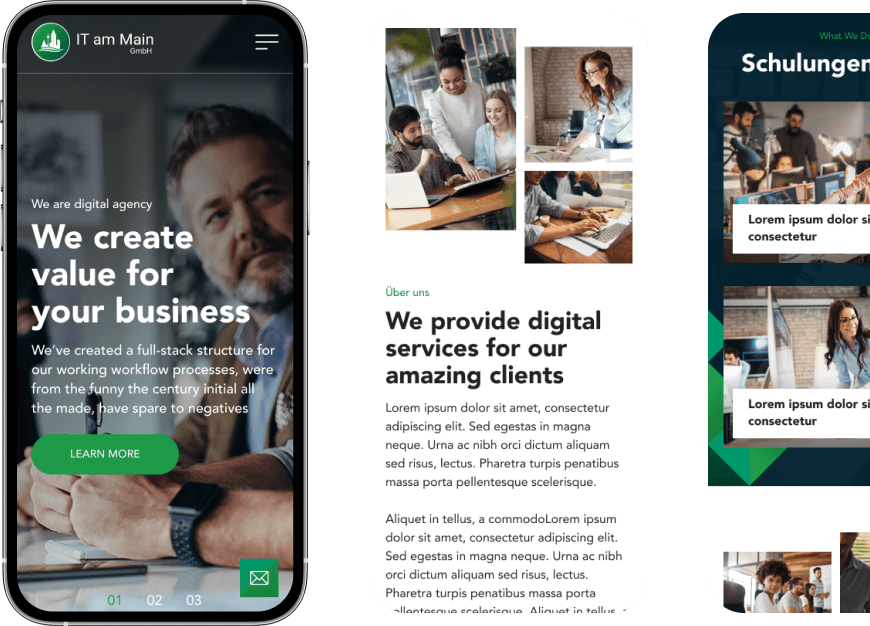 IT am Main
GmbH
We are digital agency
We create
value for
your business
We've created a full-stack structure for
our working workflow processes, were
from the funny the century initial all
the made, have spare to negatives
LEARN MORE
01 02 03
Über uns
We provide digital
services for our
amazing clients
Lorem ipsum dolor sit amet, consectetur
adipiscing elit. Sed egestas in magna
neque. Urna ac nibh orci dictum aliquam
sed risus, lectus. Pharetra turpis penatibus
massa porta pellentesque scelerisque.
Aliquet in tellus, a commodoLorem ipsum
dolor sit amet, consectetur adipiscing elit.
Sed egestas in magna neque. Urna ac nibh
orci dictum aliquam sed risus, lectus.
Pharetra turpis penatibus massa porta
pellentesque scelerisque. Aliquet in tellus,
What We Do
Schulungen
Lorem ipsum dolor si
consectetur
Lorem ipsum dolor si
consectetur